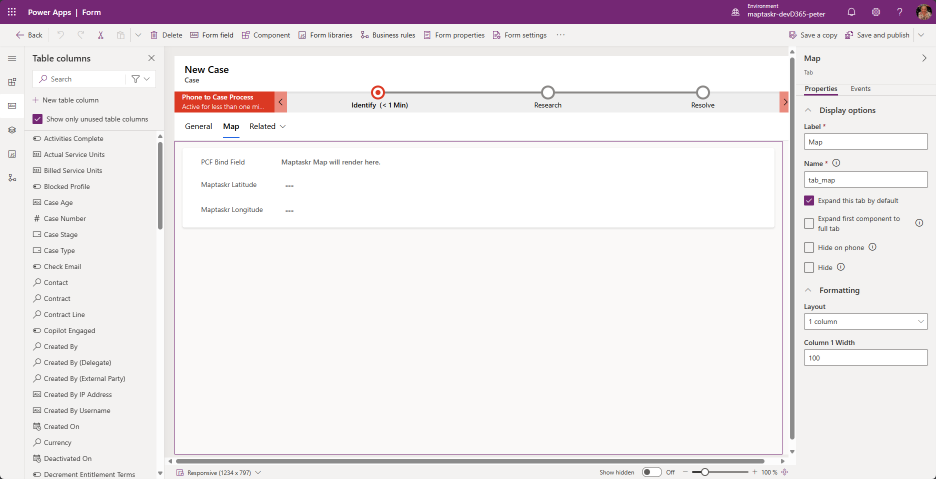 Power Apps | Form
Environment
maptaskr-devD365-peter
?
Back
Delete
Form field
Component
Form libraries
Business rules
Form properties
Form settings
...
Save a copy
Save and publish
Table columns
Search
+ New table column
Show only unused table columns
Activities Complete
Actual Service Units
Billed Service Units
Blocked Profile
Case Age
# Case Number
Case Stage
Case Type
Check Email
Contact
Contract
Contract Line
Copilot Engaged
Created By
Created By (Delegate)
Created By (External Party)
Created By IP Address
Created By Username
Created On
Currency
Deactivated On
Decrement Entitlement Terms
New Case
Case
Phone to Case Process
Active for less than one mi...
Identify (< 1 Min)
Research
Resolve
General
Map
Related
PCF Bind Field
Maptaskr Map will render here.
Maptaskr Latitude
---
Maptaskr Longitude
---
Responsive (1234 x 797)
Show hidden
Off
100 %
Map
Tab
Properties
Events
Display options
Label *
Map
Name *
tab_map
Expand this tab by default
Expand first component to
full tab
Hide on phone
Hide
Formatting
Layout
1 column
Column 1 Width
100